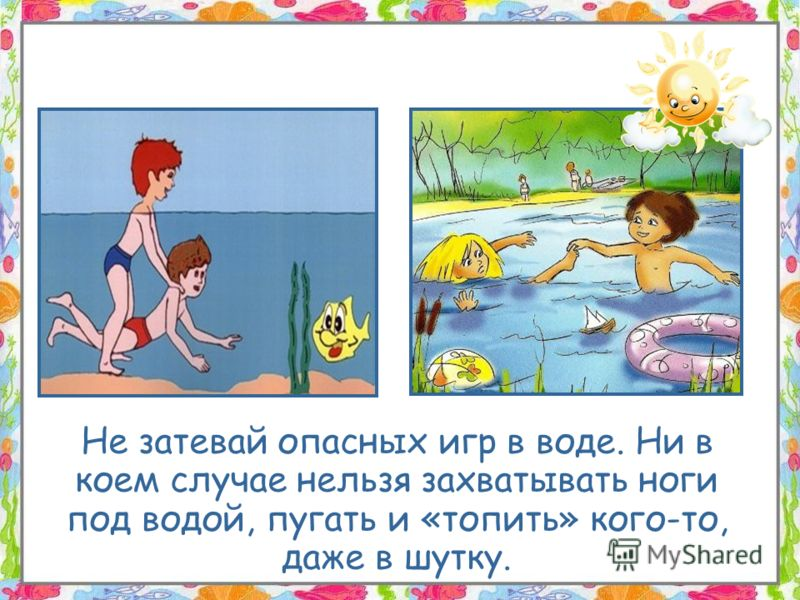 Не затевай опасных игр в воде. Ни в
коем случае нельзя захватывать ноги
под водой, пугать и «топить» кого-то,
даже в шутку.
MyShared